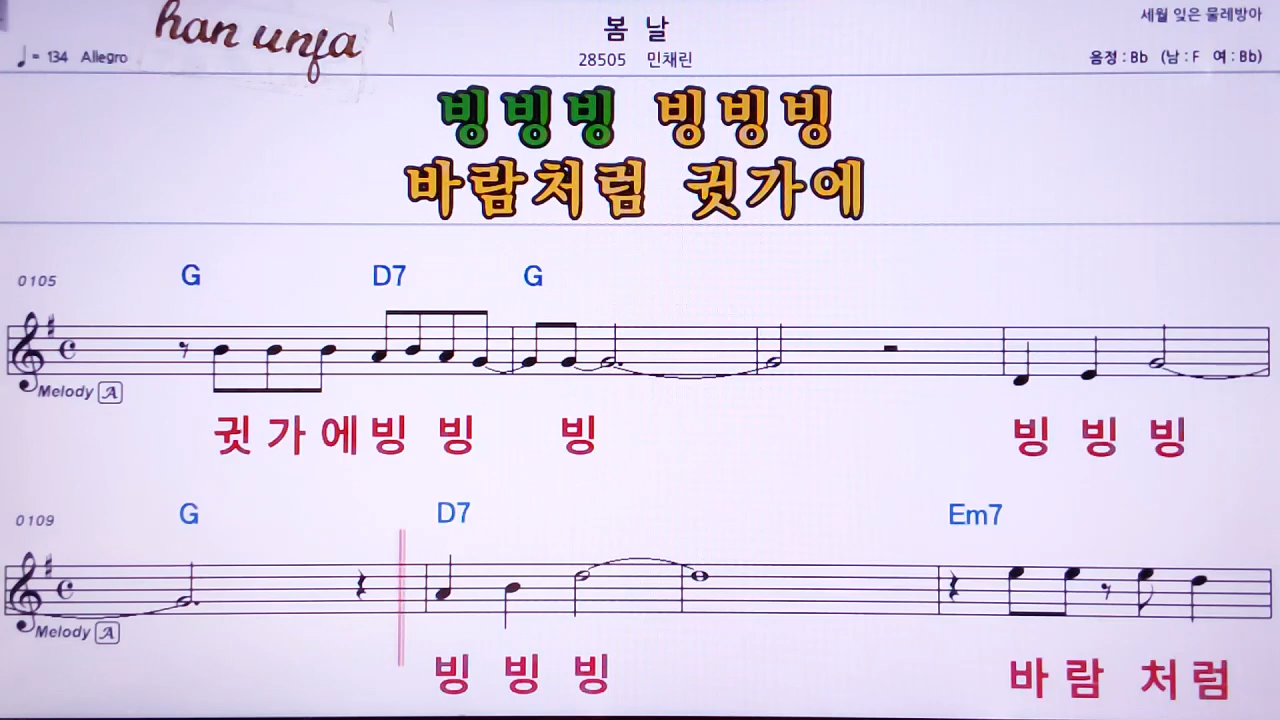 han unja
봄 날
세월 잊은 물레방아
♩= 134 Allegro
28505 민채린
음정 : Bb (남 : F 여 : Bb)
빙빙빙 빙빙빙
바람처럼 귓가에
0105 G D7 G
Melody A
귓 가 에 빙 빙 빙 빙 빙 빙
0109 G D7 Em7
Melody A
빙 빙 빙 바 람 처 럼